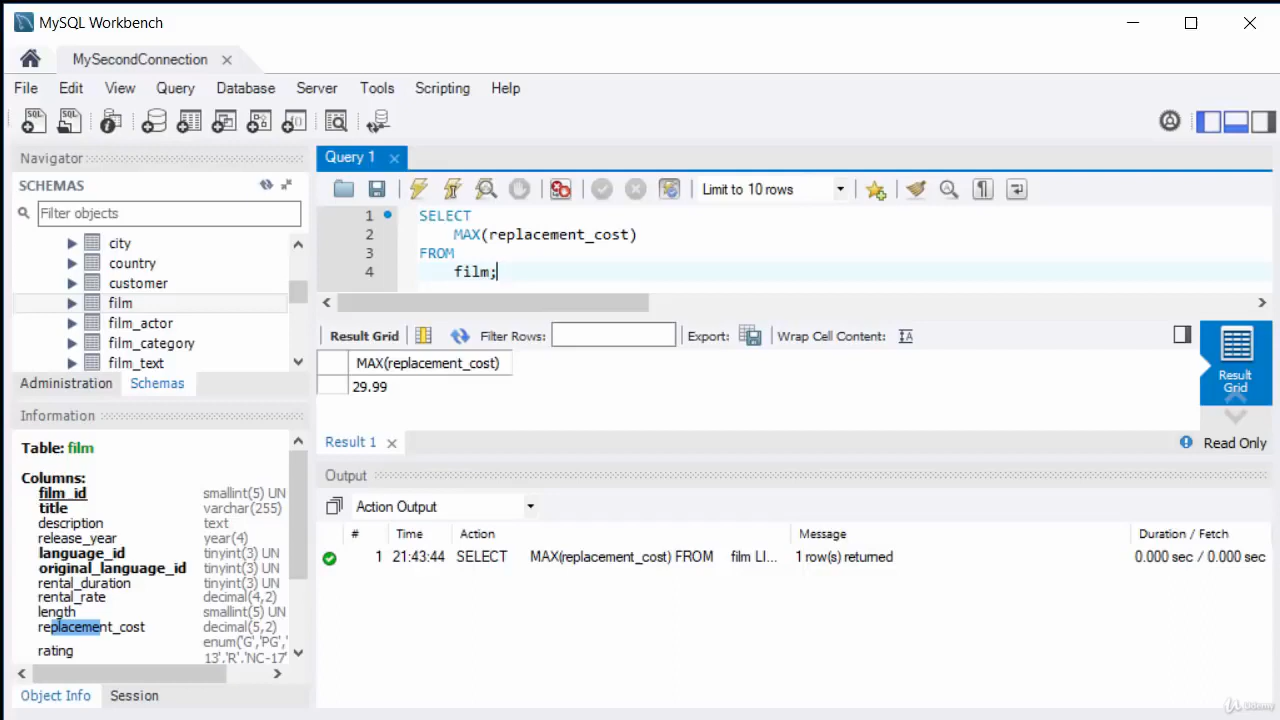 MySQL Workbench
MySecondConnection
File Edit View Query Database Server Tools Scripting Help
Navigator
SCHEMAS
Filter objects
city
country
customer
film
film_actor
film_category
film_text
Administration Schemas
Information
Table: film
Columns:
film_id smallint(5) UN
title varchar(255)
description text
release_year year(4)
language_id tinyint(3) UN
original_language_id tinyint(3) UN
rental_duration tinyint(3) UN
rental_rate decimal(4,2)
length smallint(5) UN
replacement_cost decimal(5,2)
rating enum('G','PG','
13','R','NC-17'
Object Info Session
Query 1
Limit to 10 rows
1 SELECT
2 MAX(replacement_cost)
3 FROM
4 film;
Result Grid Filter Rows: Export: Wrap Cell Content:
MAX(replacement_cost)
29.99
Result Grid
Result 1 Read Only
Output
Action Output
# Time Action Message Duration / Fetch
1 21:43:44 SELECT MAX(replacement_cost) FROM film LI... 1 row(s) returned 0.000 sec / 0.000 sec
Udemy